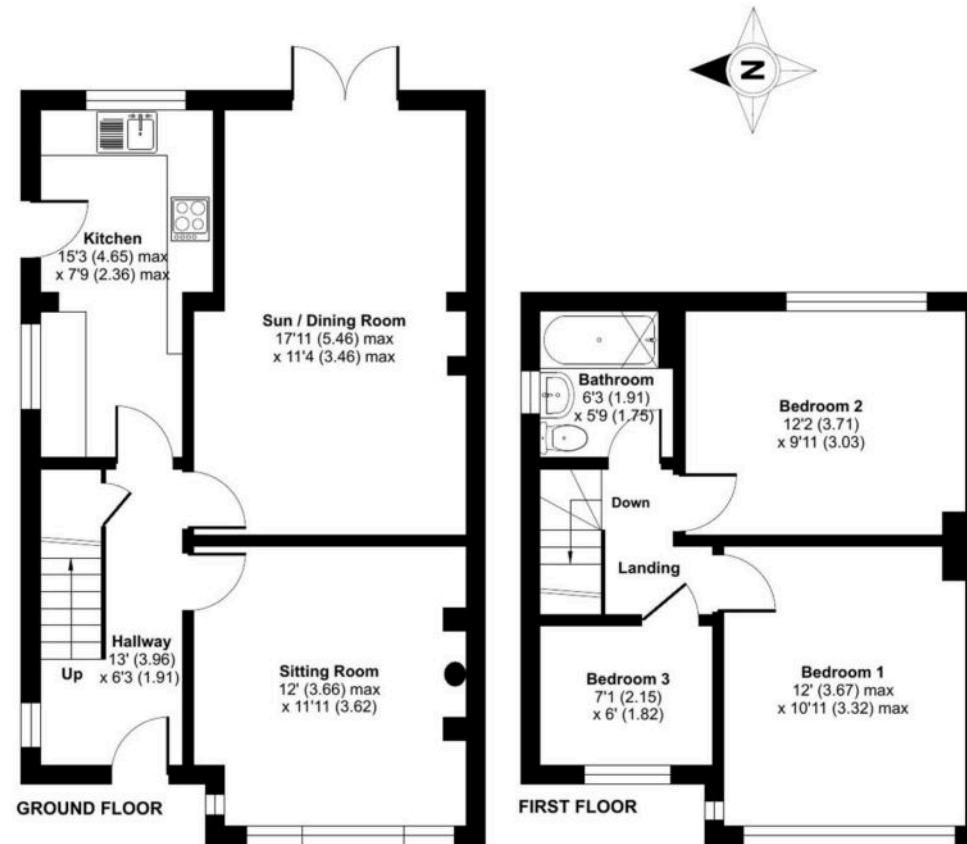 N
Kitchen
15'3 (4.65) max
x 7'9 (2.36) max
Sun / Dining Room
17'11 (5.46) max
x 11'4 (3.46) max
Hallway
13' (3.96)
x 6'3 (1.91)
Up
Sitting Room
12' (3.66) max
x 11'11 (3.62)
GROUND FLOOR
Bathroom
6'3 (1.91)
x 5'9 (1.75)
Bedroom 2
12'2 (3.71)
x 9'11 (3.03)
Down
Landing
Bedroom 3
7'1 (2.15)
x 6' (1.82)
Bedroom 1
12' (3.67) max
x 10'11 (3.32) max
FIRST FLOOR